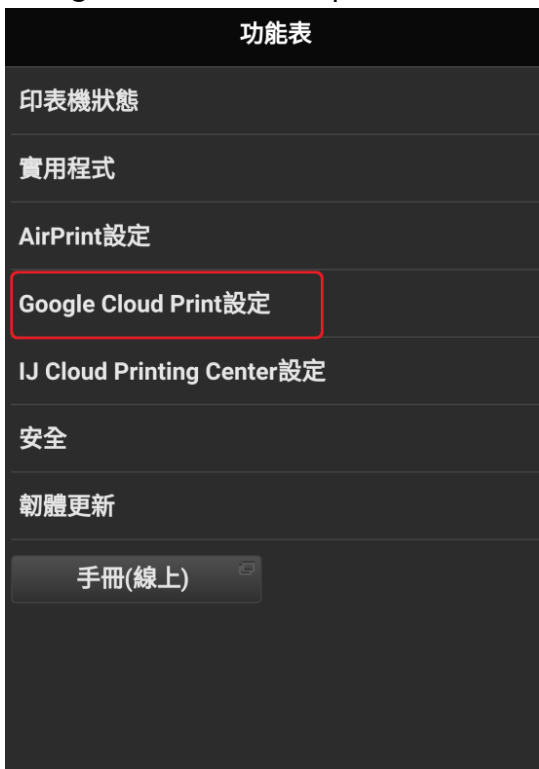 功能表
印表機狀態
實用程式
AirPrint設定
Google Cloud Print設定
IJ Cloud Printing Center設定
安全
韌體更新
手冊(線上)